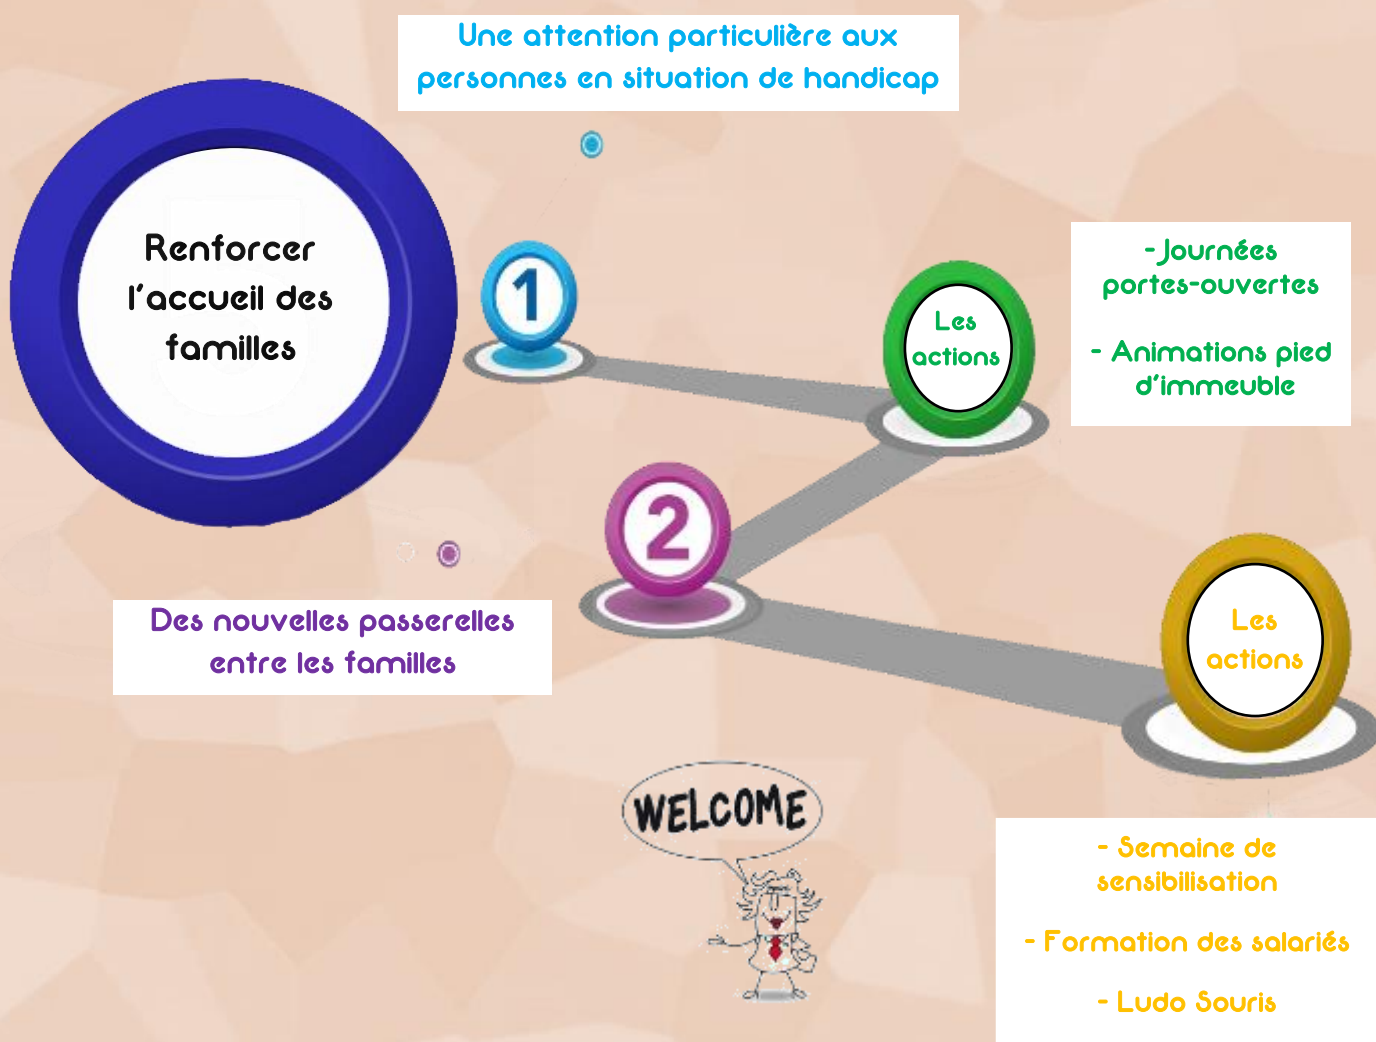 Une attention particulière aux
personnes en situation de handicap
Renforcer
l'accueil des
familles
1
Les
actions
- Journées
portes-ouvertes
- Animations pied
d'immeuble
2
Des nouvelles passerelles
entre les familles
Les
actions
WELCOME
- Semaine de
sensibilisation
- Formation des salariés
- Ludo Souris